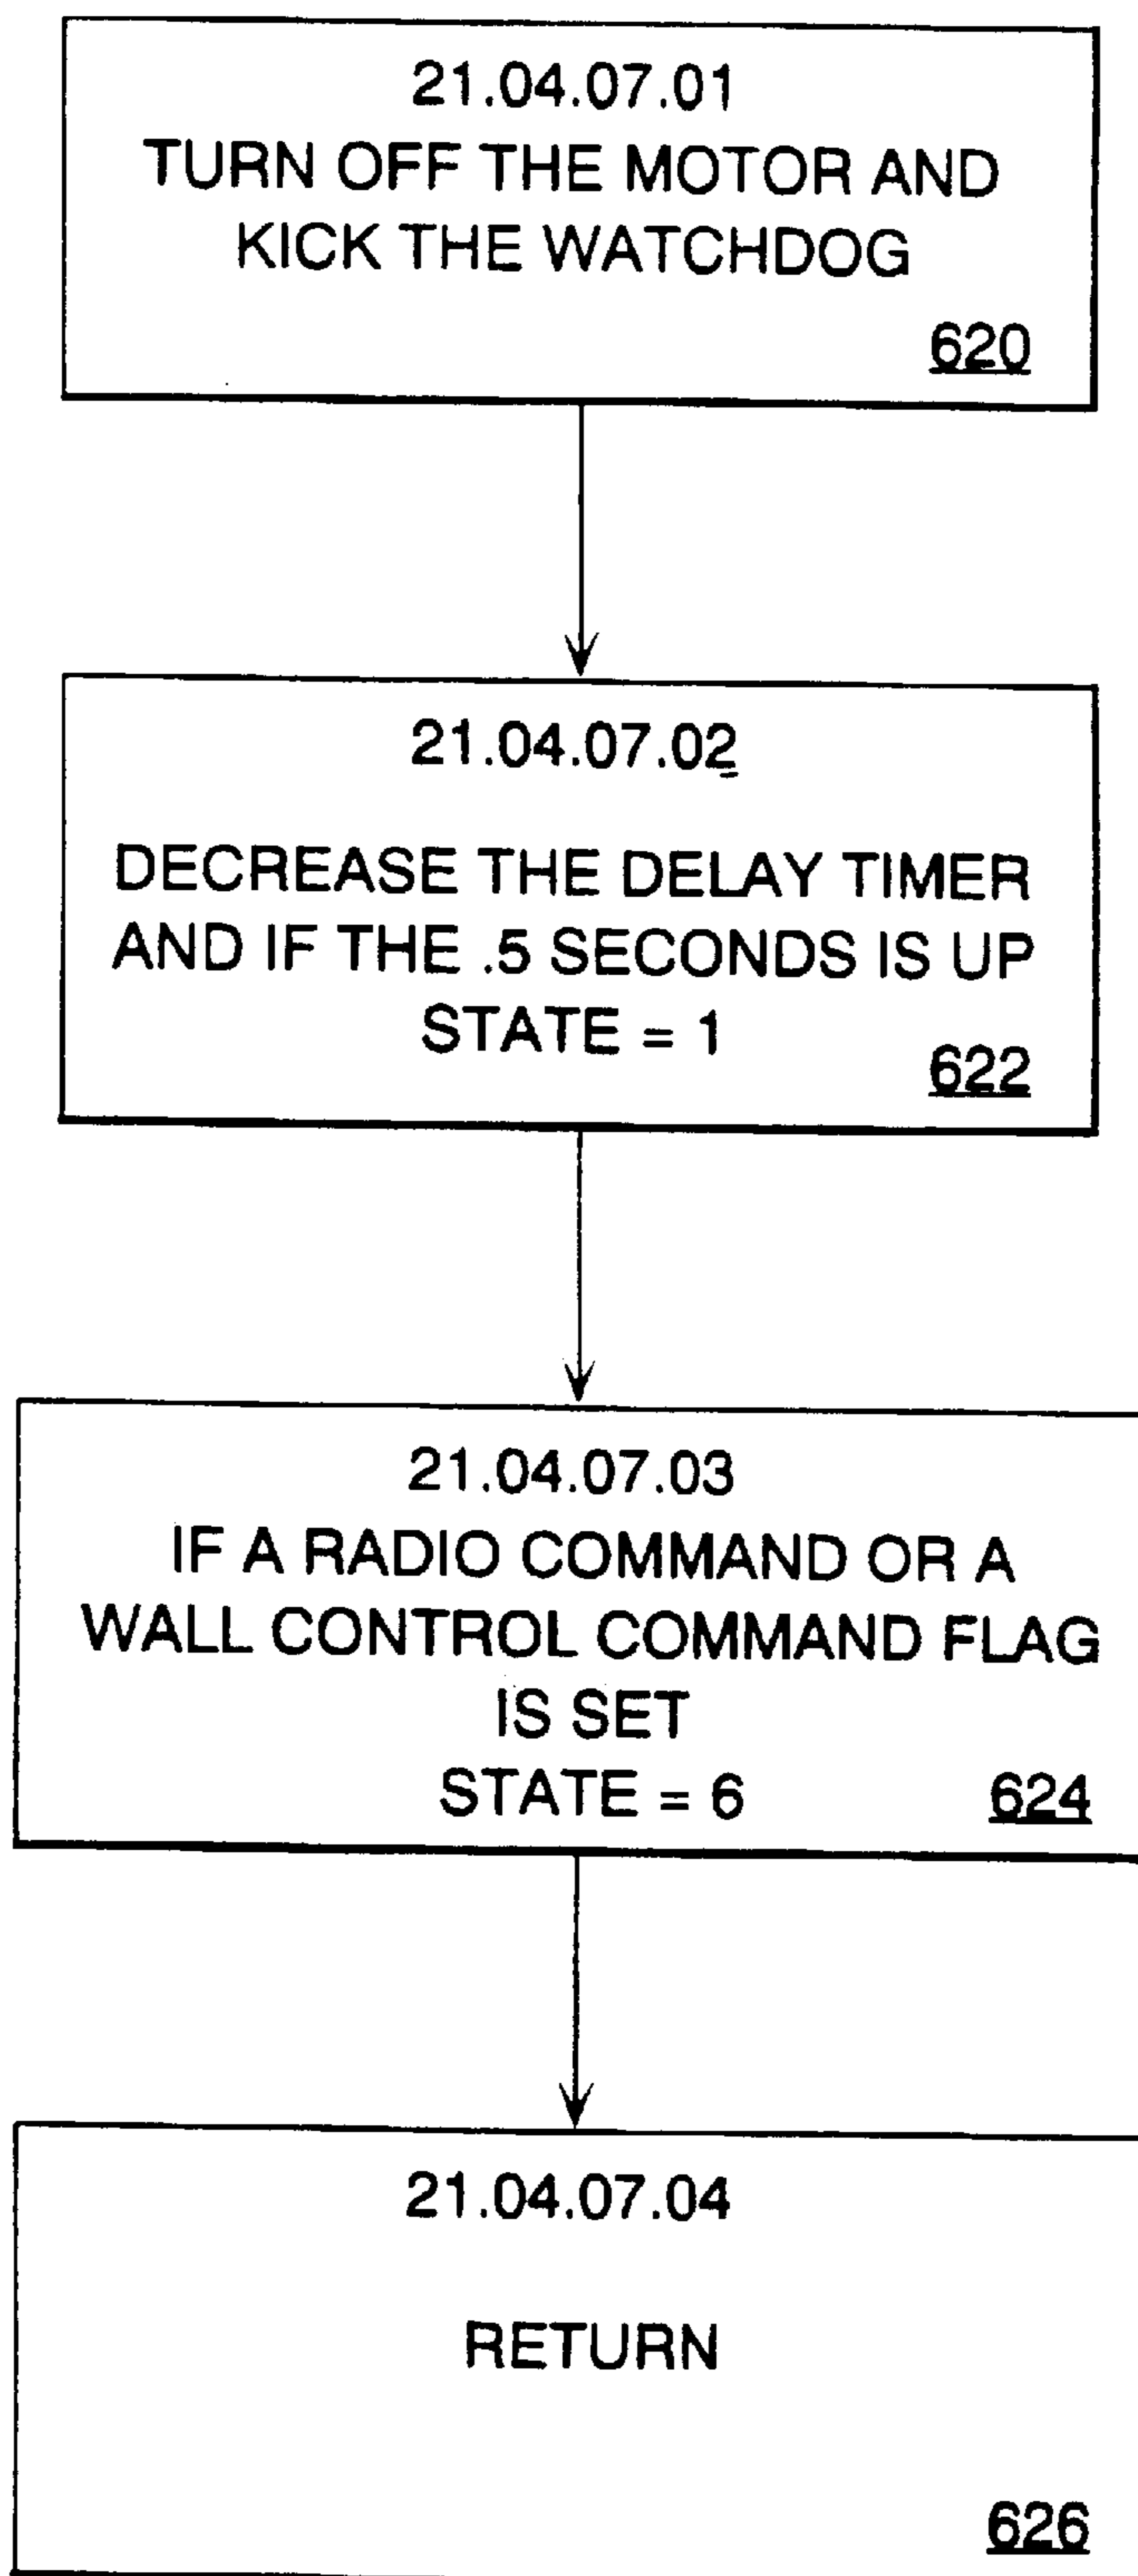 21.04.07.01
TURN OFF THE MOTOR AND
KICK THE WATCHDOG
620
21.04.07.02
DECREASE THE DELAY TIMER
AND IF THE .5 SECONDS IS UP
STATE = 1
622
21.04.07.03
IF A RADIO COMMAND OR A
WALL CONTROL COMMAND FLAG
IS SET
STATE = 6
624
21.04.07.04
RETURN
626